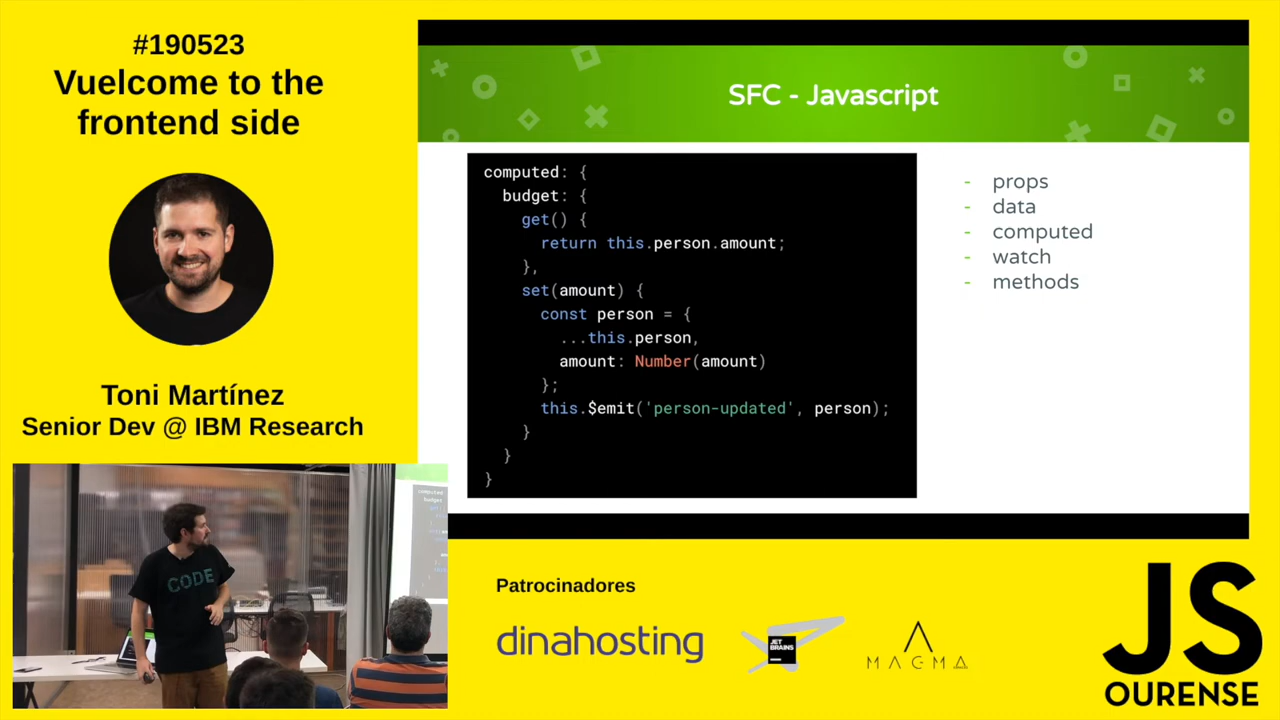 #190523
Vuelcome to the
frontend side
Toni Martínez
Senior Dev @ IBM Research
SFC - Javascript
computed: {
  budget: {
    get() {
      return this.person.amount;
    },
    set(amount) {
      const person = {
        ...this.person,
        amount: Number(amount)
      };
      this.$emit('person-updated', person);
    }
  }
}
- props
- data
- computed
- watch
- methods
CODE
computed
budget
Patrocinadores
dinahosting
JET
BRAINS
MAGMA
JS
OURENSE